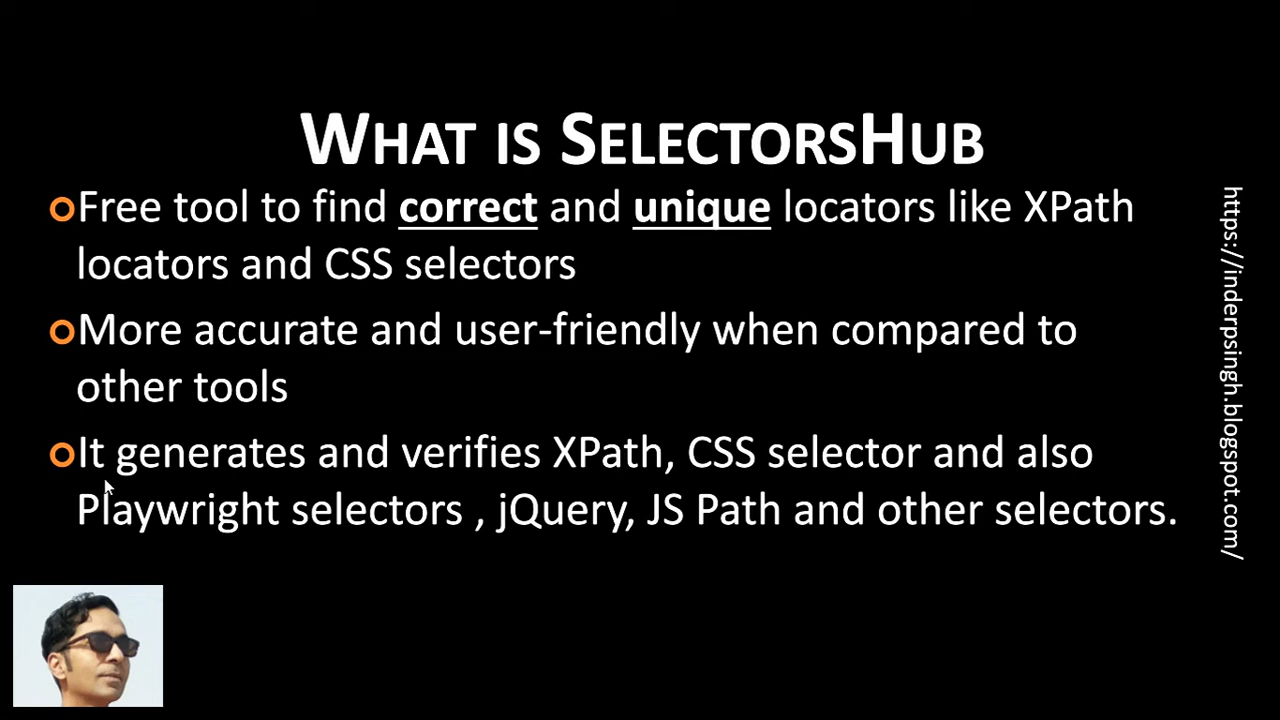 WHAT IS SELECTORSHUB
Free tool to find correct and unique locators like XPath
locators and CSS selectors
More accurate and user-friendly when compared to
other tools
It generates and verifies XPath, CSS selector and also
Playwright selectors , jQuery, JS Path and other selectors.
https://inderpsingh.blogspot.com/